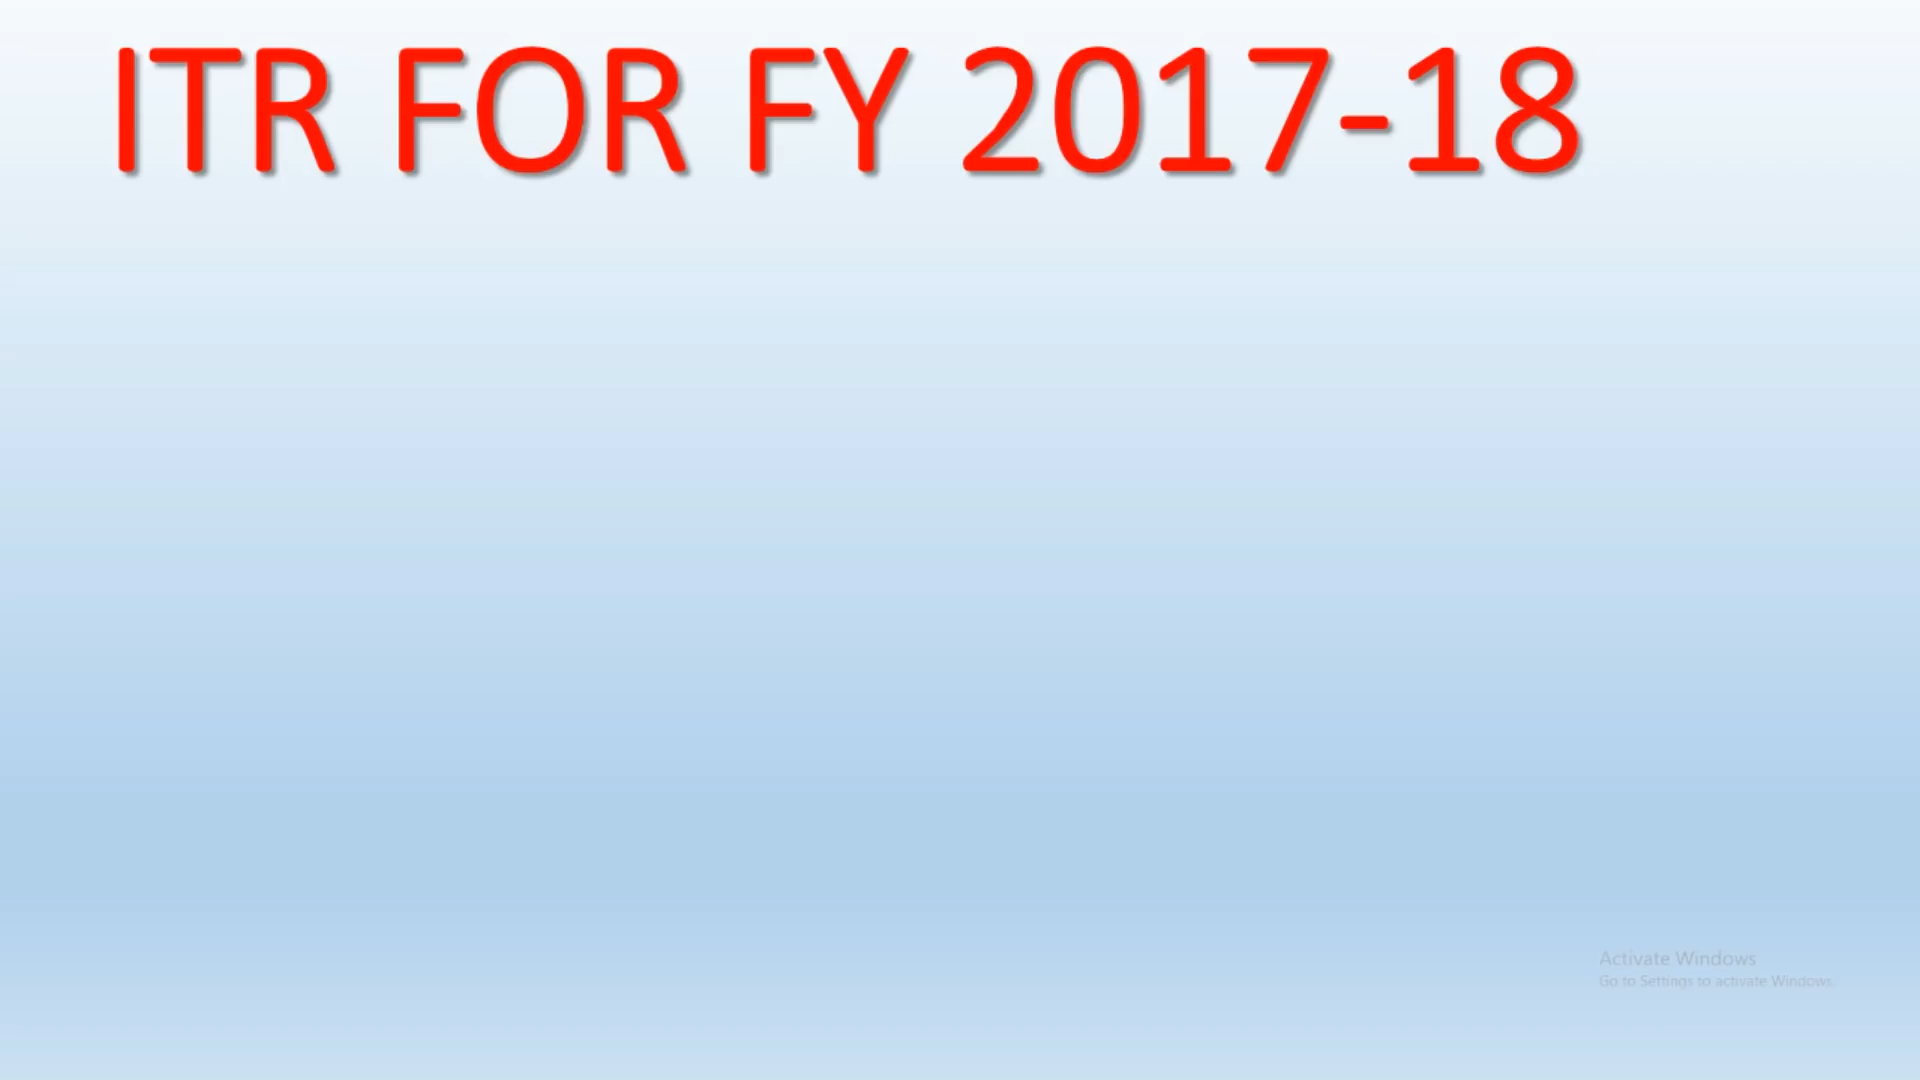 ITR FOR FY 2017-18
Activate Windows
Go to Settings to activate Windows.